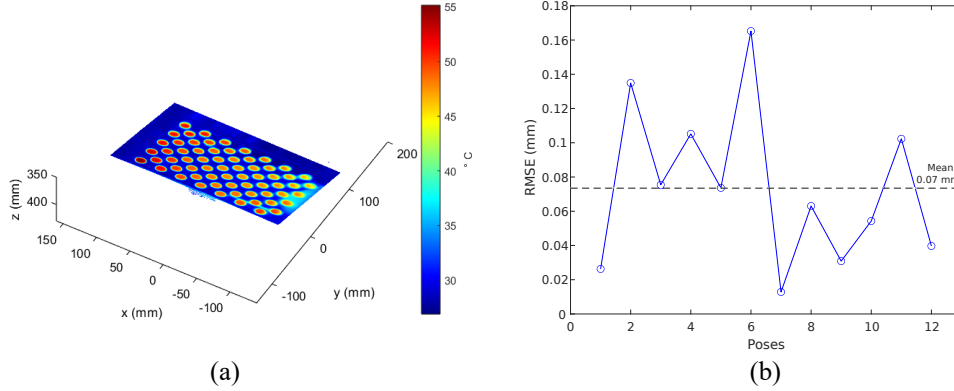 55
50
45
40
35
30
° C
200
100
0
-100
y (mm)
350
400
z (mm)
150
100
50
0
-50
-100
x (mm)
(a)
0.18
0.16
0.14
0.12
0.1
0.08
0.06
0.04
0.02
0
RMSE (mm)
Mean
0.07 mm
0 2 4 6 8 10 12
Poses
(b)